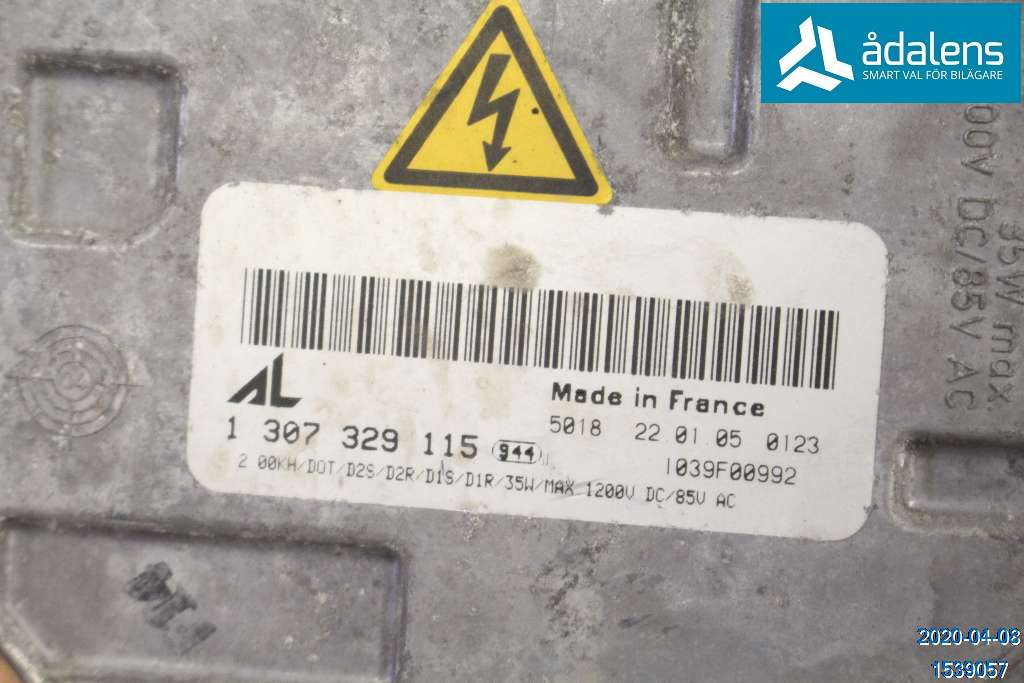 ådalens
SMART VAL FÖR BILÄGARE
00V DC/85V AC
35W max.
AL
Made in France
1 307 329 115 944
5018 22.01.05 0123
1039F00992
2 00KH/DOT/D2S/D2R/D1S/D1R/35W/MAX 1200V DC/85V AC
2020-04-08
1539057